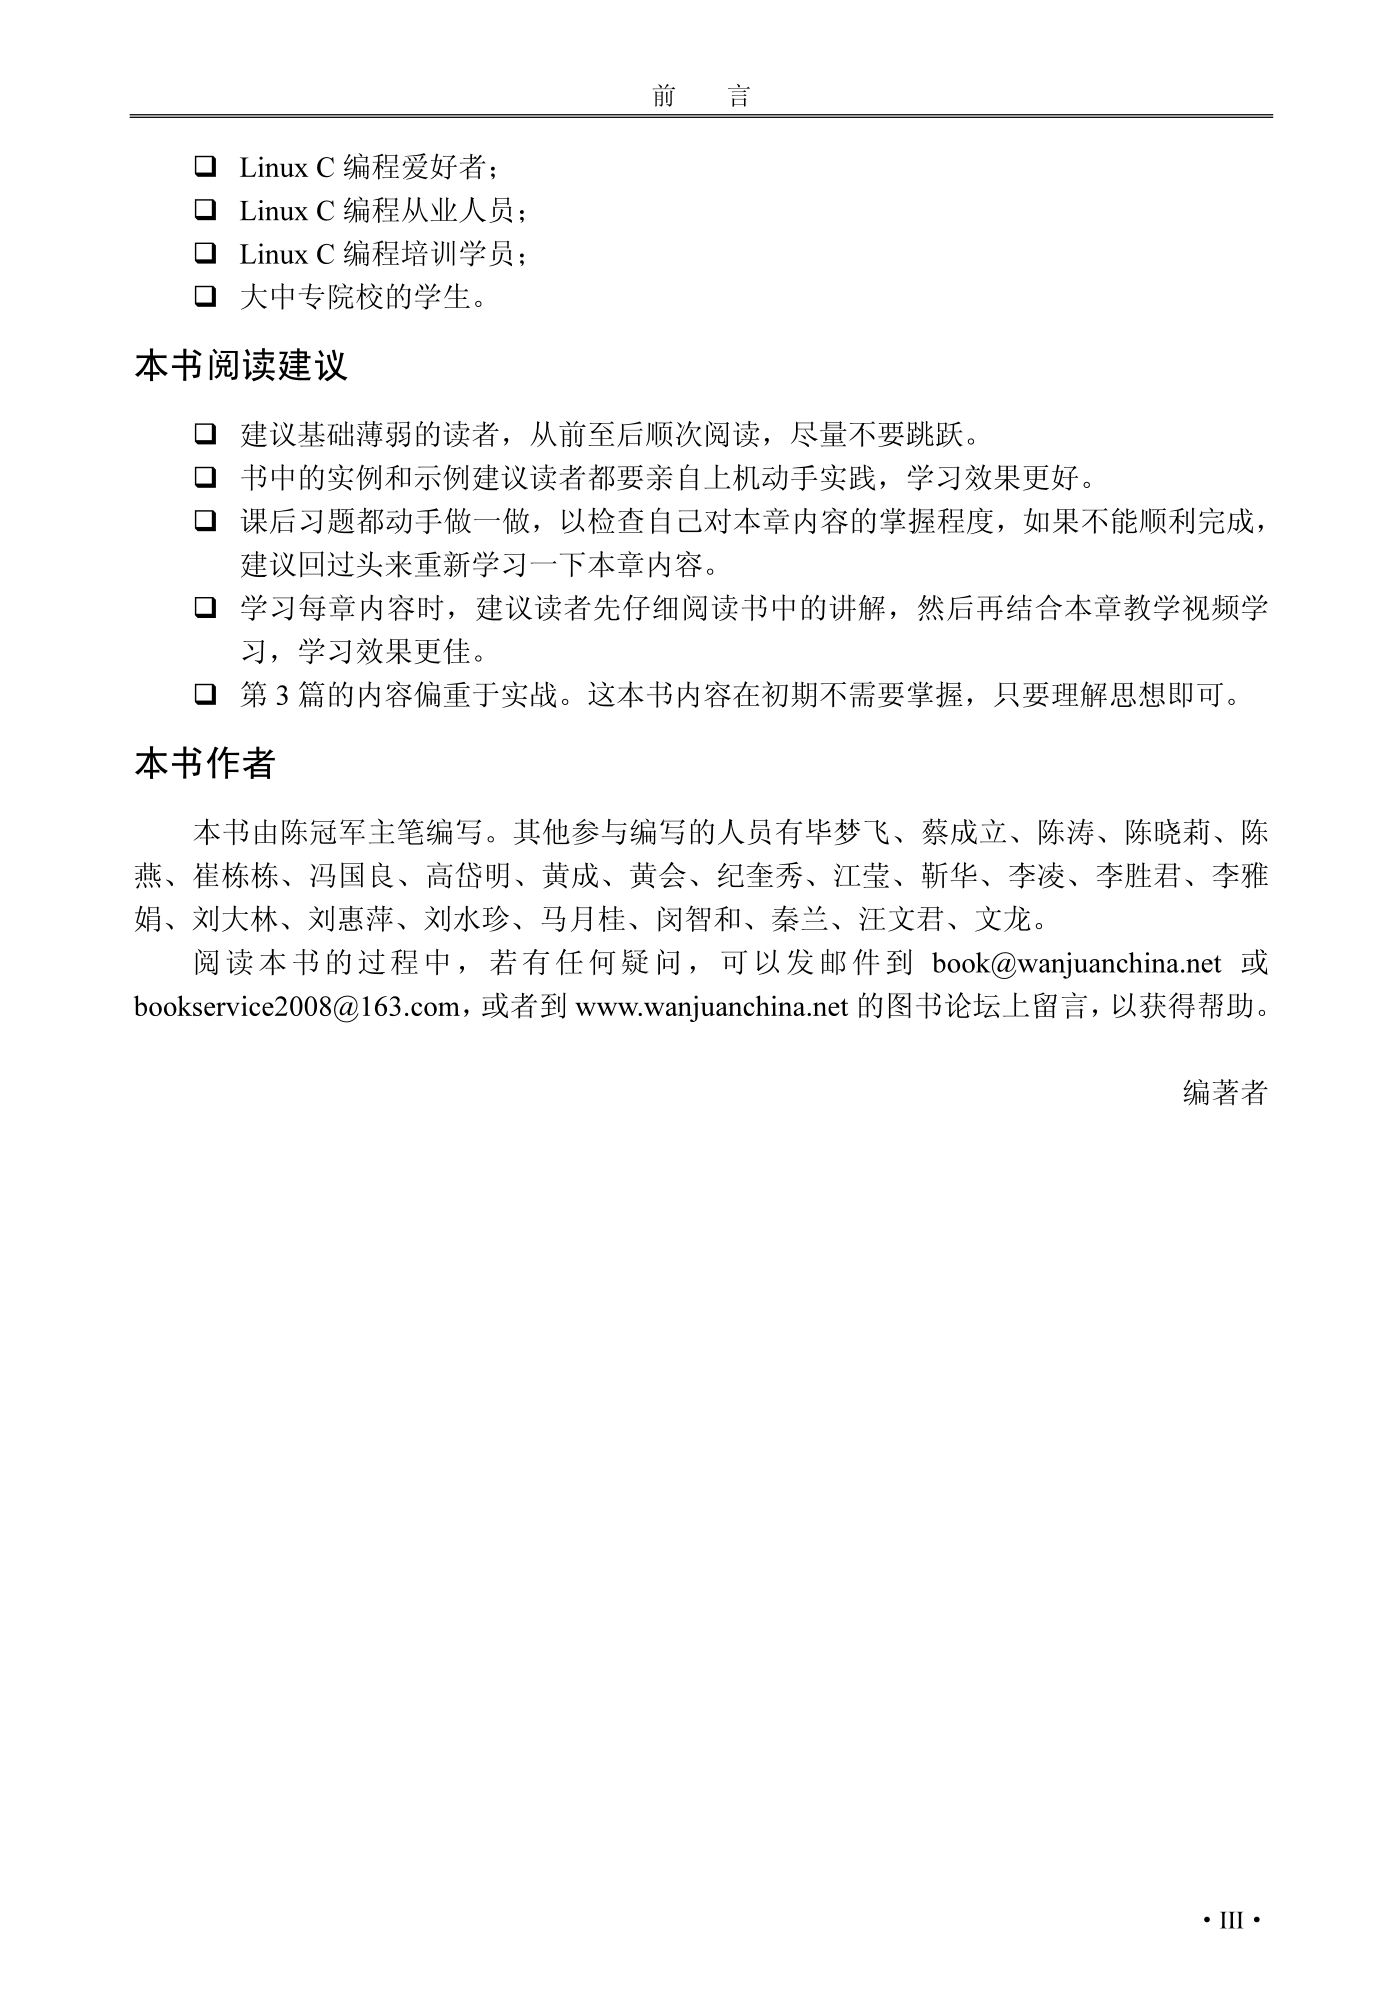 前　　言
❑ Linux C 编程爱好者；
❑ Linux C 编程从业人员；
❑ Linux C 编程培训学员；
❑ 大中专院校的学生。
本书阅读建议
❑ 建议基础薄弱的读者，从前至后顺次阅读，尽量不要跳跃。
❑ 书中的实例和示例建议读者都要亲自上机动手实践，学习效果更好。
❑ 课后习题都动手做一做，以检查自己对本章内容的掌握程度，如果不能顺利完成，
建议回过头来重新学习一下本章内容。
❑ 学习每章内容时，建议读者先仔细阅读书中的讲解，然后再结合本章教学视频学
习，学习效果更佳。
❑ 第 3 篇的内容偏重于实战。这本书内容在初期不需要掌握，只要理解思想即可。
本书作者
本书由陈冠军主笔编写。其他参与编写的人员有毕梦飞、蔡成立、陈涛、陈晓莉、陈
燕、崔栋栋、冯国良、高岱明、黄成、黄会、纪奎秀、江莹、靳华、李凌、李胜君、李雅
娟、刘大林、刘惠萍、刘水珍、马月桂、闵智和、秦兰、汪文君、文龙。
阅读本书的过程中，若有任何疑问，可以发邮件到 book@wanjuanchina.net 或
bookservice2008@163.com，或者到 www.wanjuanchina.net 的图书论坛上留言，以获得帮助。
编著者
• III •